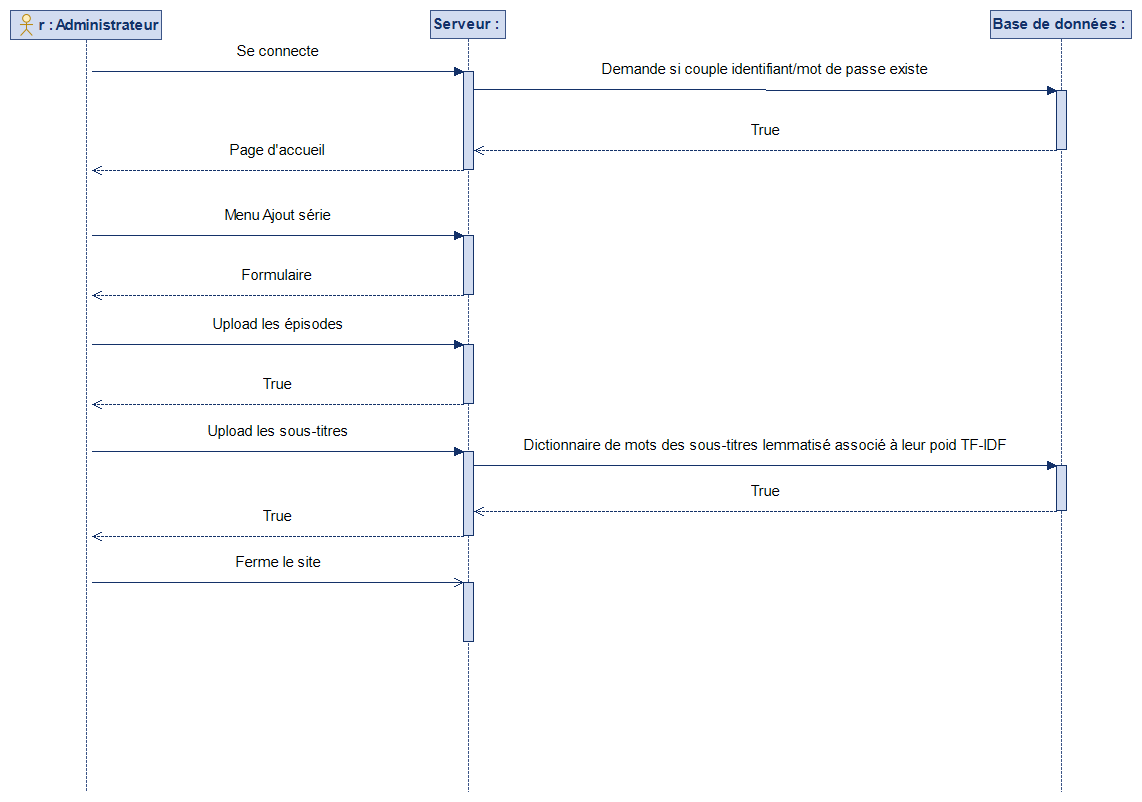 r : Administrateur
Serveur :
Base de données :
Se connecte
Demande si couple identifiant/mot de passe existe
True
Page d'accueil
Menu Ajout série
Formulaire
Upload les épisodes
True
Upload les sous-titres
Dictionnaire de mots des sous-titres lemmatisé associé à leur poid TF-IDF
True
True
Ferme le site